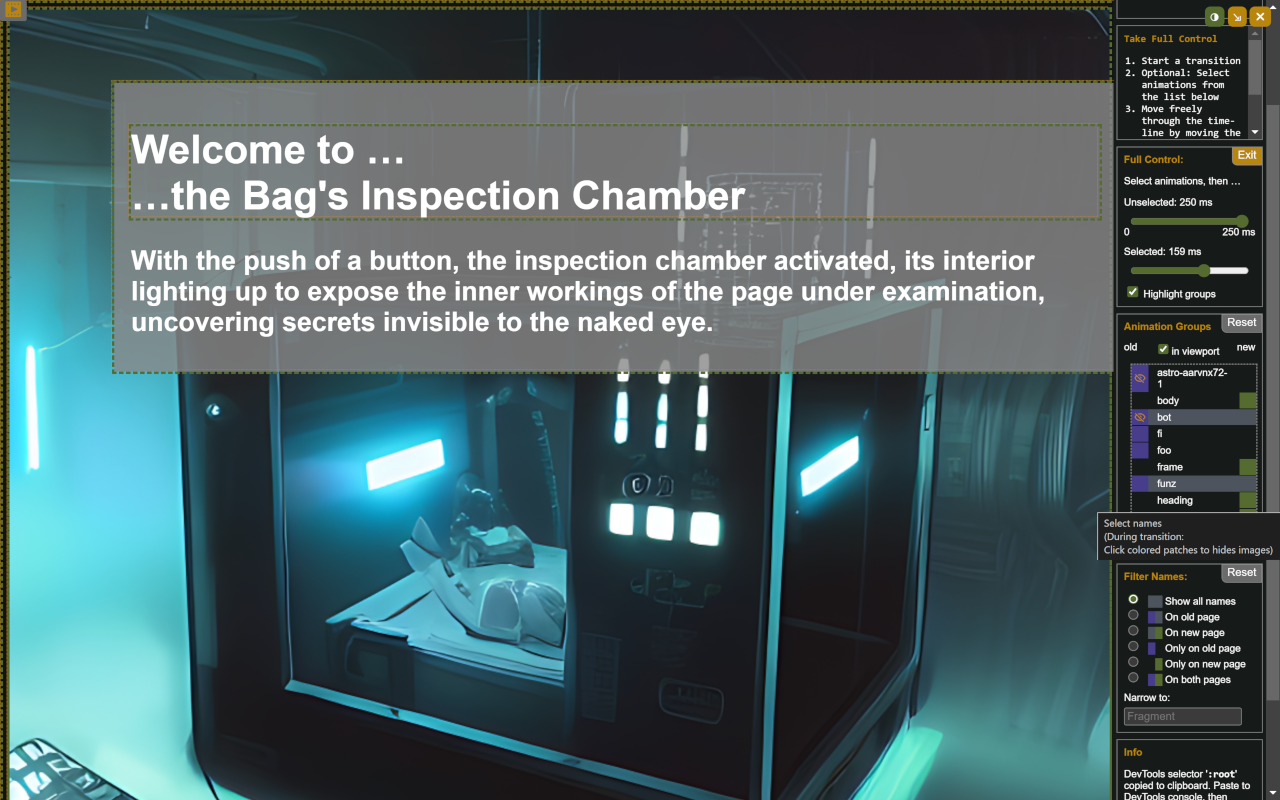 Welcome to …
…the Bag's Inspection Chamber
With the push of a button, the inspection chamber activated, its interior
lighting up to expose the inner workings of the page under examination,
uncovering secrets invisible to the naked eye.
Take Full Control
1. Start a transition
2. Optional: Select
animations from
the list below
3. Move freely
through the time-
line by moving the
Full Control:
Exit
Select animations, then …
Unselected: 250 ms
0 250 ms
Selected: 159 ms
Highlight groups
Animation Groups
Reset
old in viewport new
astro-aarvnx72-
1
body
bot
fi
foo
frame
funz
heading
Select names
(During transition:
Click colored patches to hides images)
Filter Names:
Reset
Show all names
On old page
On new page
Only on old page
Only on new page
On both pages
Narrow to:
Fragment
Info
DevTools selector ':root'
copied to clipboard. Paste to
DevTools console, then